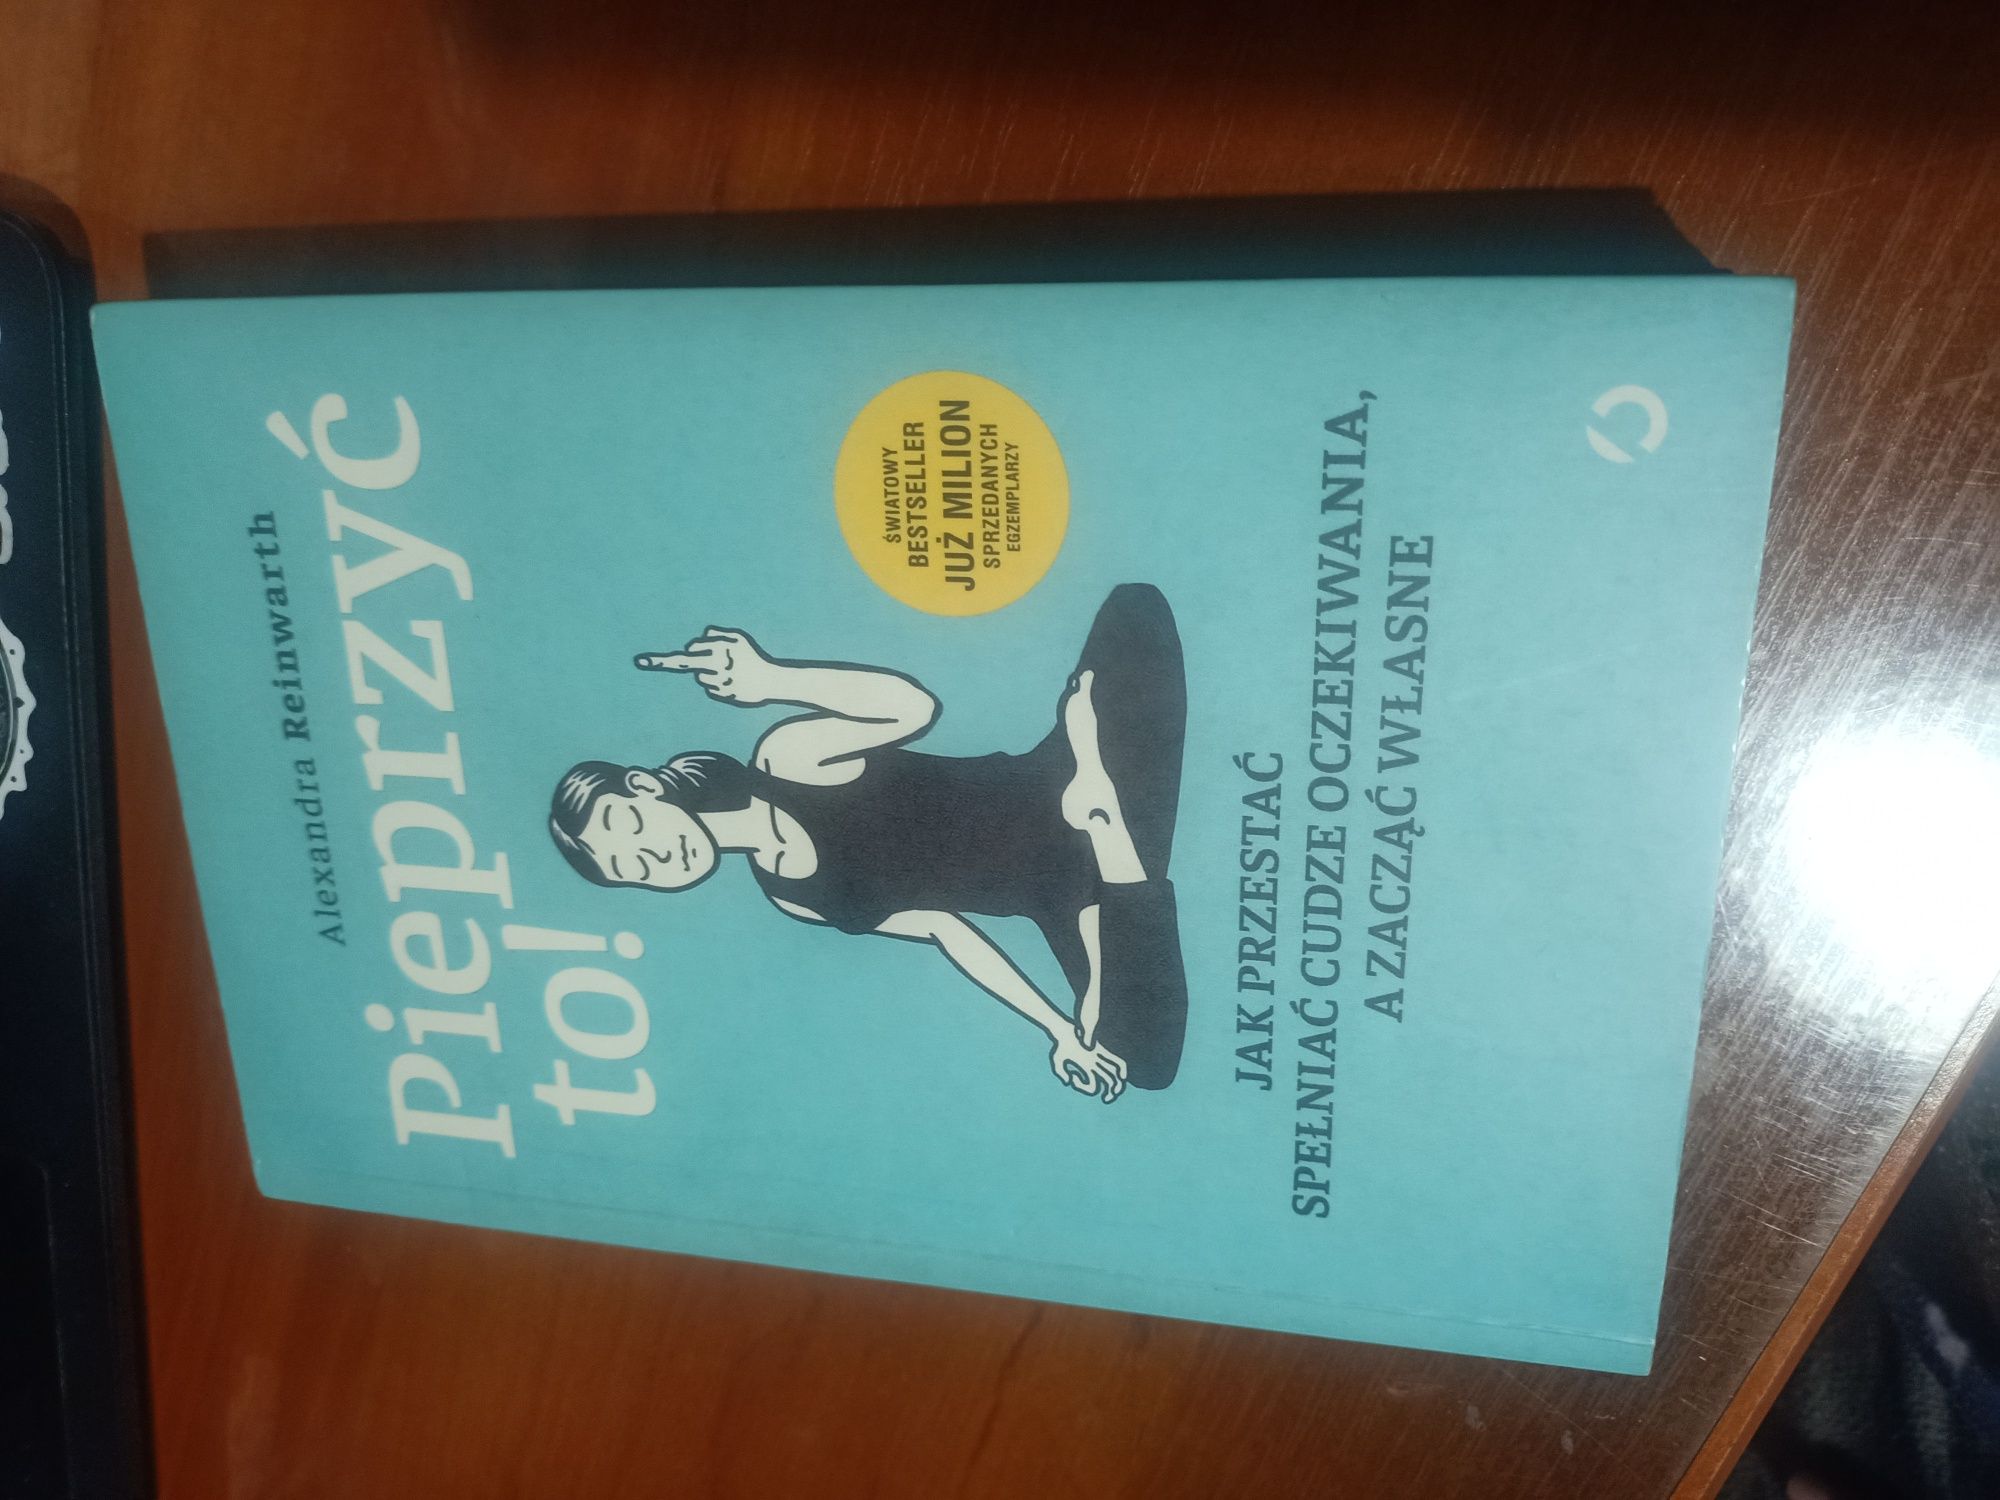 Alexandra Reinwarth
Pieprzyć
to!
ŚWIATOWY
BESTSELLER
JUŻ MILION
SPRZEDANYCH
EGZEMPLARZY
JAK PRZESTAĆ
SPEŁNIAĆ CUDZE OCZEKIWANIA,
A ZACZĄĆ WŁASNE